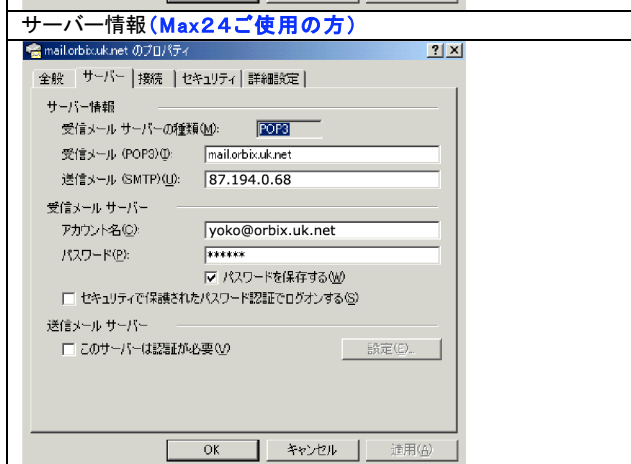 サーバー情報(Max24ご使用の方)
mail.orbix.uk.net のプロパティ
全般 サーバー 接続 セキュリティ 詳細設定
サーバー情報
受信メール サーバーの種類(M): POP3
受信メール (POP3)(I): mail.orbix.uk.net
送信メール (SMTP)(U): 87.194.0.68
受信メール サーバー
アカウント名(C): yoko@orbix.uk.net
パスワード(P): ******
パスワードを保存する(W)
セキュリティで保護されたパスワード認証でログオンする(S)
送信メール サーバー
このサーバーは認証が必要(V) 設定(E)...
OK キャンセル 適用(A)